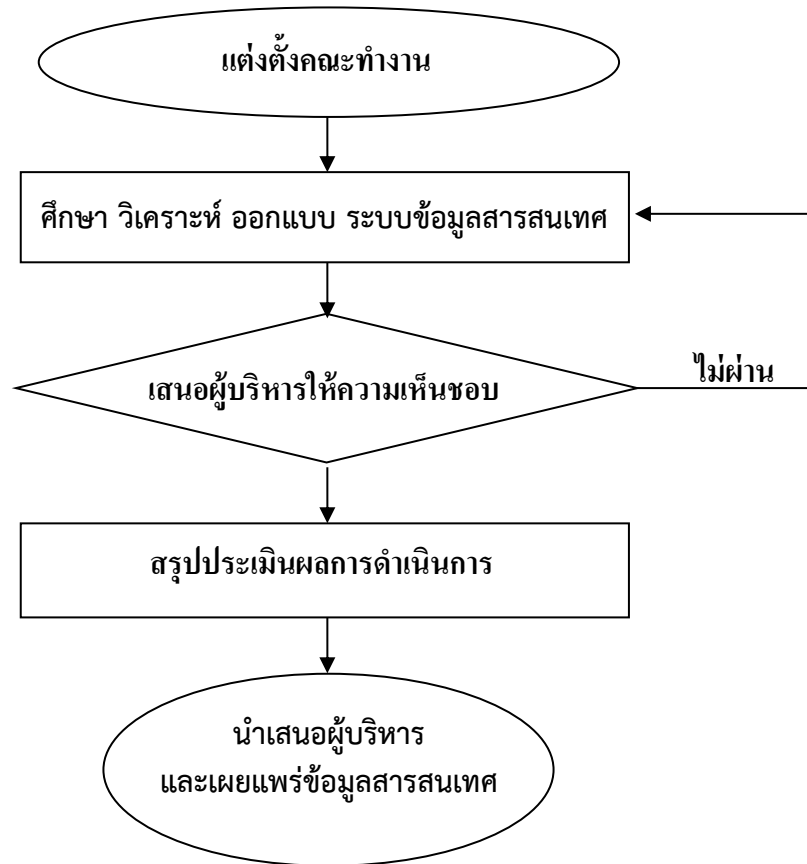 แต่งตั้งคณะทำงาน
ศึกษา วิเคราะห์ ออกแบบ ระบบข้อมูลสารสนเทศ
เสนอผู้บริหารให้ความเห็นชอบ
ไม่ผ่าน
สรุปประเมินผลการดำเนินการ
นำเสนอผู้บริหาร
และเผยแพร่ข้อมูลสารสนเทศ